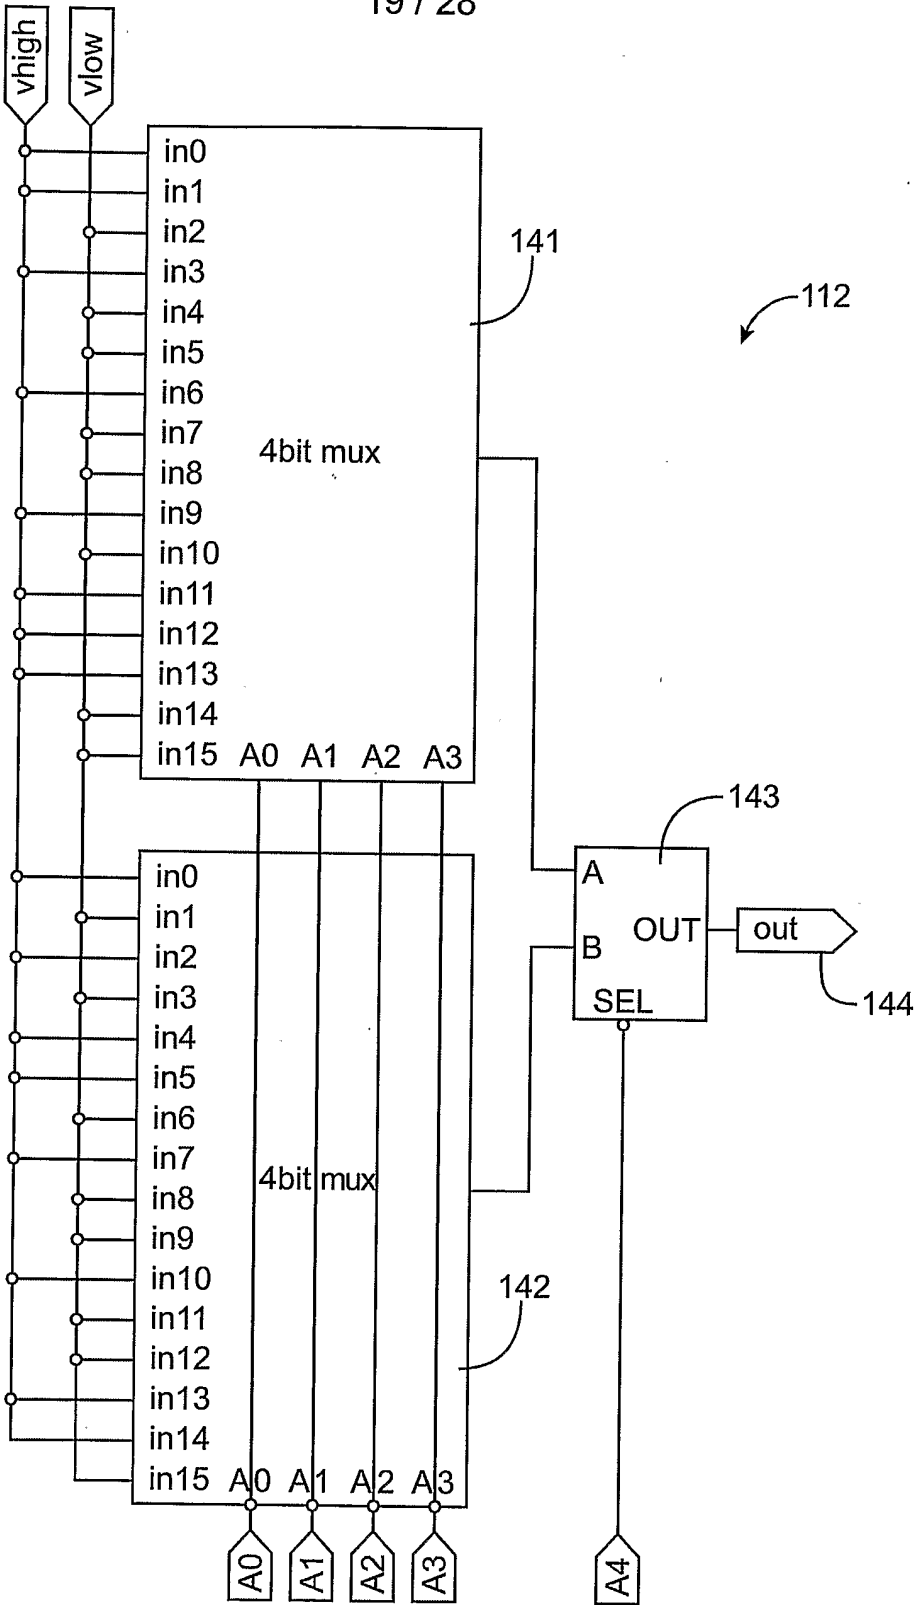 19 / 28
vhigh
vlow
in0
in1
in2
in3
in4
in5
in6
in7
in8
in9
in10
in11
in12
in13
in14
in15 A0 A1 A2 A3
4bit mux
141
112
in0
in1
in2
in3
in4
in5
in6
in7
in8
in9
in10
in11
in12
in13
in14
in15 A0 A1 A2 A3
4bit mux
142
143
A
B
OUT
SEL
out
144
A0
A1
A2
A3
A4